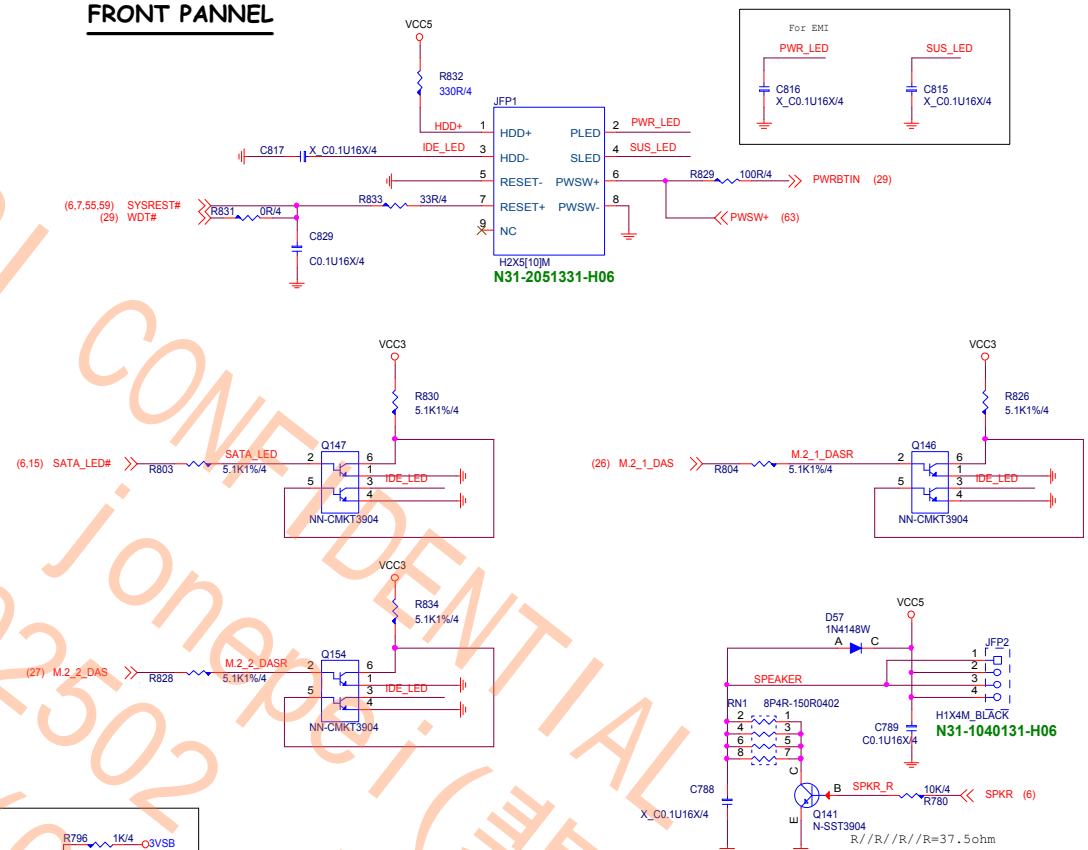 FRONT PANNEL
VCC5
R832
330R/4
JFP1
HDD+ 1 HDD+ PLED 2 PWR_LED
C817 X_C0.1U16X/4 IDE_LED 3 HDD- SLED 4 SUS_LED
5 RESET- PWSW+ 6 R829 100R/4 PWRBTIN (29)
(6,7,55,59) SYSREST# R833 33R/4 7 RESET+ PWSW- 8
(29) WDT# R831 0R/4 PWSW+ (63)
9 NC
C829
C0.1U16X/4
H2X5[10]M
N31-2051331-H06
For EMI
PWR_LED SUS_LED
C816 C815
X_C0.1U16X/4 X_C0.1U16X/4
VCC3
R830
5.1K1%/4
Q147
(6,15) SATA_LED# R803 5.1K1%/4 SATA_LED 2 6
1
5 3 IDE_LED
4
NN-CMKT3904
VCC3
R826
5.1K1%/4
Q146
(26) M.2_1_DAS R804 5.1K1%/4 M.2_1_DASR 2 6
1
5 3 IDE_LED
4
NN-CMKT3904
VCC3
R834
5.1K1%/4
Q154
(27) M.2_2_DAS R828 5.1K1%/4 M.2_2_DASR 2 6
1
5 3 IDE_LED
4
NN-CMKT3904
VCC5
D57
1N4148W
A C
JFP2
1
2
SPEAKER 3
4
H1X4M_BLACK
N31-1040131-H06
RN1 8P4R-150R0402
2 1
4 3
6 5
8 7
C789
C0.1U16X/4
C788
X_C0.1U16X/4
C
B SPKR_R 10K/4 R780 SPKR (6)
E
Q141
N-SST3904
R//R//R//R=37.5ohm
R796 1K/4 3VSB
CONFIDENTIAL
jonepei(
2502